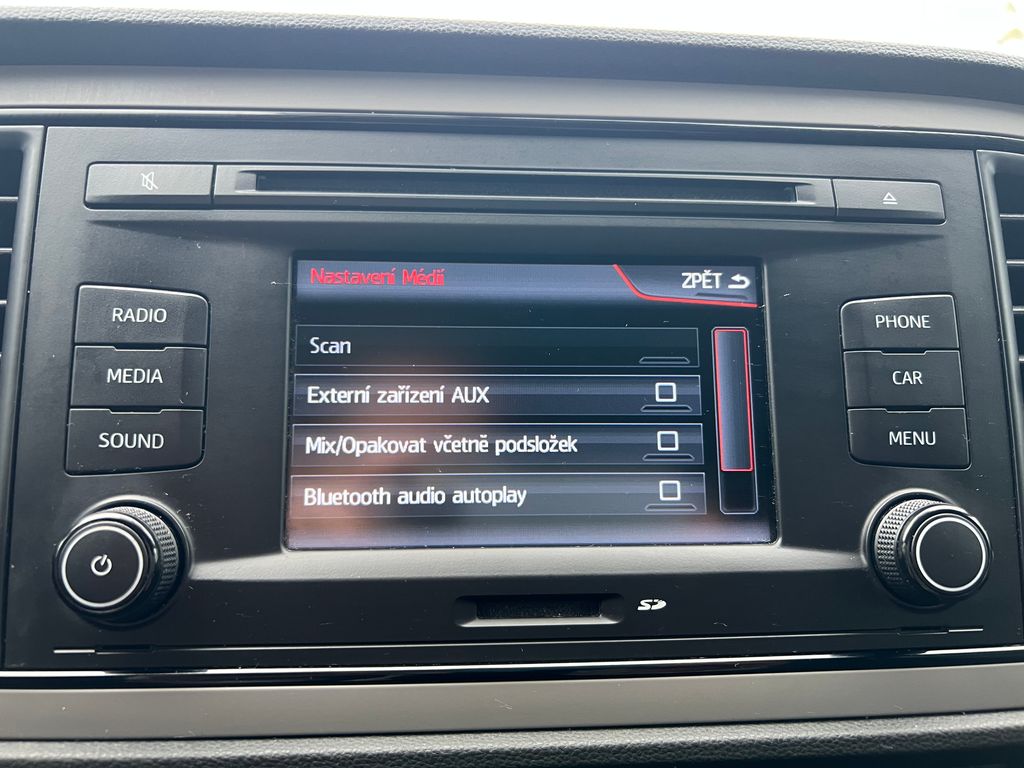 Nastavení Médií
ZPĚT
RADIO
MEDIA
SOUND
Scan
Externí zařízení AUX
Mix/Opakovat včetně podsložek
Bluetooth audio autoplay
PHONE
CAR
MENU
SD